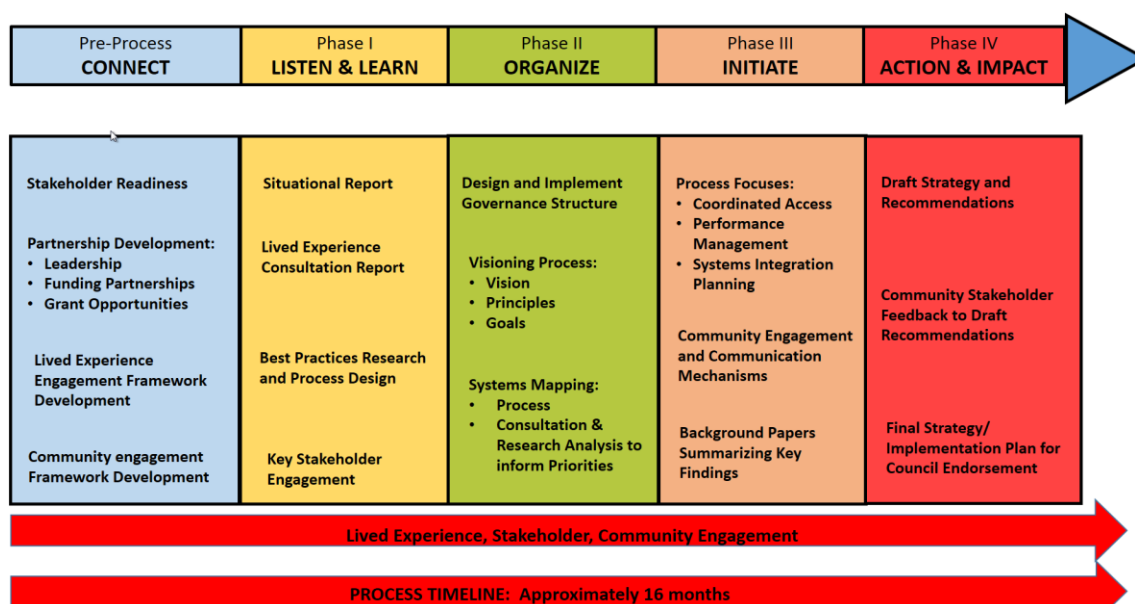 Pre-Process
CONNECT
Phase I
LISTEN & LEARN
Phase II
ORGANIZE
Phase III
INITIATE
Phase IV
ACTION & IMPACT
Stakeholder Readiness
Partnership Development:
• Leadership
• Funding Partnerships
• Grant Opportunities
Lived Experience
Engagement Framework
Development
Community engagement
Framework Development
Situational Report
Lived Experience
Consultation Report
Best Practices Research
and Process Design
Key Stakeholder
Engagement
Design and Implement
Governance Structure
Visioning Process:
• Vision
• Principles
• Goals
Systems Mapping:
• Process
• Consultation &
Research Analysis to
inform Priorities
Process Focuses:
• Coordinated Access
• Performance
Management
• Systems Integration
Planning
Community Engagement
and Communication
Mechanisms
Background Papers
Summarizing Key
Findings
Draft Strategy and
Recommendations
Community Stakeholder
Feedback to Draft
Recommendations
Final Strategy/
Implementation Plan for
Council Endorsement
Lived Experience, Stakeholder, Community Engagement
PROCESS TIMELINE: Approximately 16 months